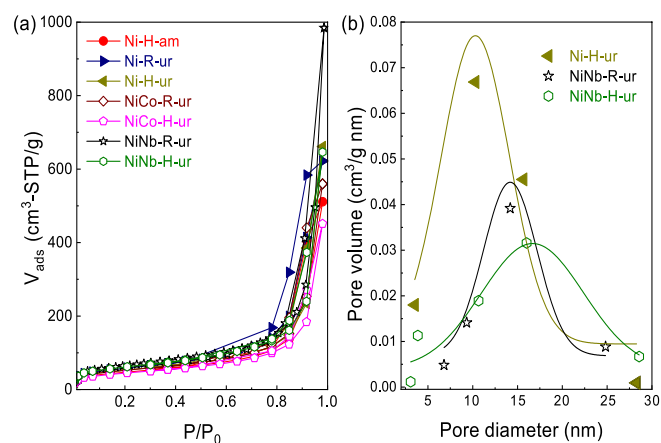 (a)
1000
800
600
400
200
0
0.2 0.4 0.6 0.8 1.0
V_ads (cm³-STP/g)
P/P₀
Ni-H-am
Ni-R-ur
Ni-H-ur
NiCo-R-ur
NiCo-H-ur
NiNb-R-ur
NiNb-H-ur
(b)
0.08
0.07
0.06
0.05
0.04
0.03
0.02
0.01
0.00
5 10 15 20 25 30
Pore volume (cm³/g nm)
Pore diameter (nm)
Ni-H-ur
NiNb-R-ur
NiNb-H-ur